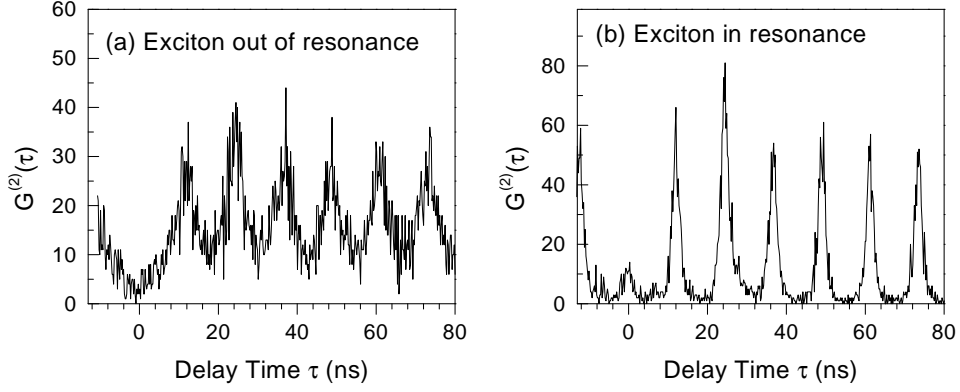 (a) Exciton out of resonance
60
50
40
30
20
10
0
G(2)(τ)
0 20 40 60 80
Delay Time τ (ns)
(b) Exciton in resonance
80
60
40
20
0
G(2)(τ)
0 20 40 60 80
Delay Time τ (ns)